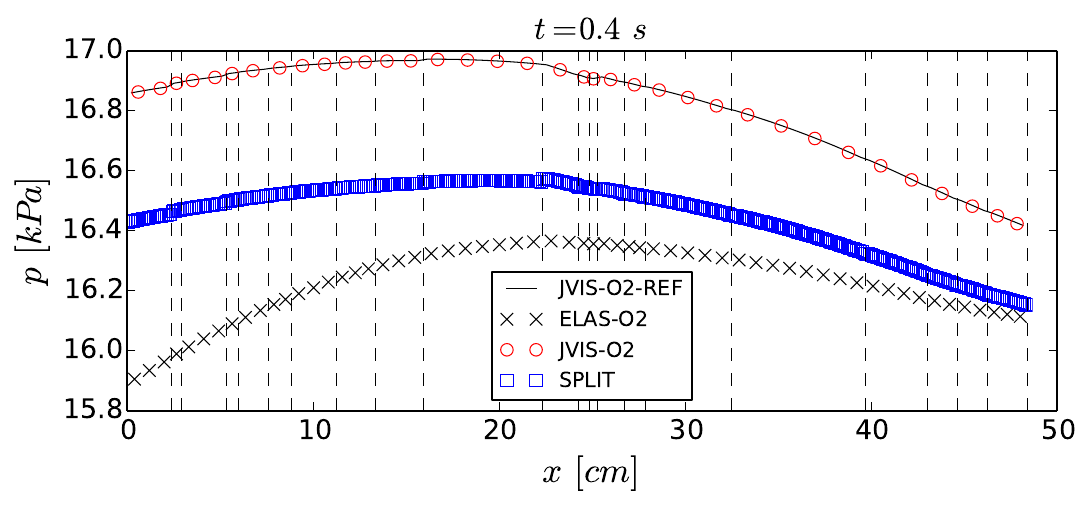 t=0.4 s
17.0
16.8
16.6
16.4
16.2
16.0
15.8
p [kPa]
JVIS-O2-REF
ELAS-O2
JVIS-O2
SPLIT
0 10 20 30 40 50
x [cm]